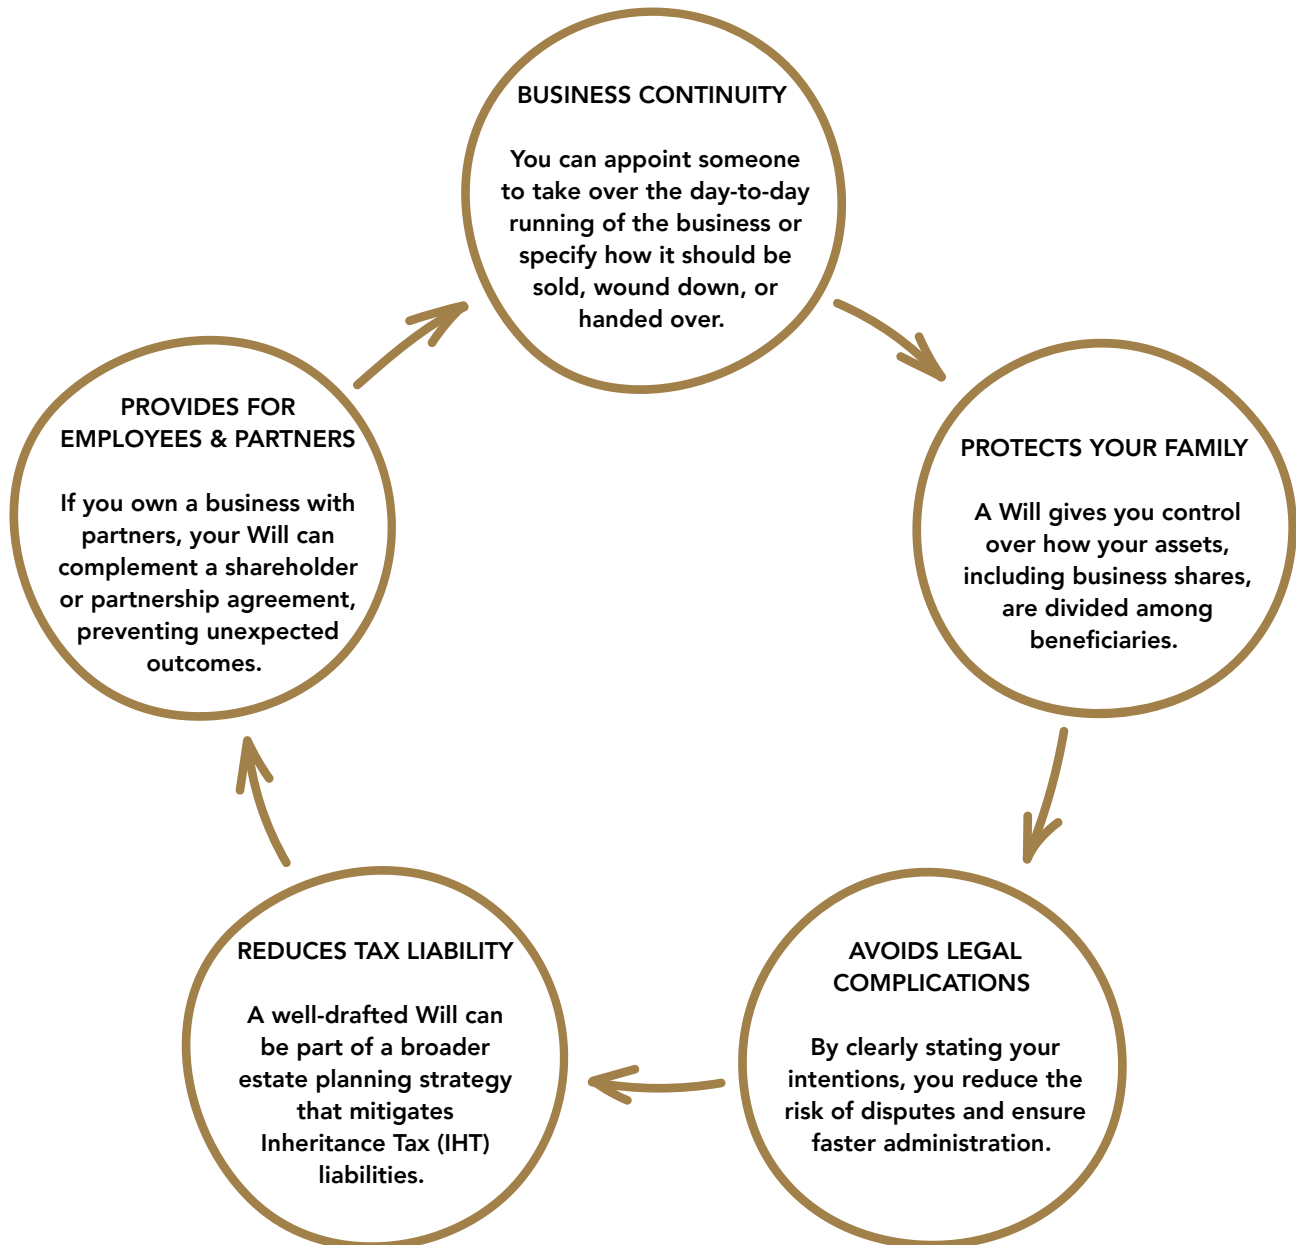 BUSINESS CONTINUITY
You can appoint someone
to take over the day-to-day
running of the business or
specify how it should be
sold, wound down, or
handed over.
PROTECTS YOUR FAMILY
A Will gives you control
over how your assets,
including business shares,
are divided among
beneficiaries.
AVOIDS LEGAL
COMPLICATIONS
By clearly stating your
intentions, you reduce the
risk of disputes and ensure
faster administration.
REDUCES TAX LIABILITY
A well-drafted Will can
be part of a broader
estate planning strategy
that mitigates
Inheritance Tax (IHT)
liabilities.
PROVIDES FOR
EMPLOYEES & PARTNERS
If you own a business with
partners, your Will can
complement a shareholder
or partnership agreement,
preventing unexpected
outcomes.